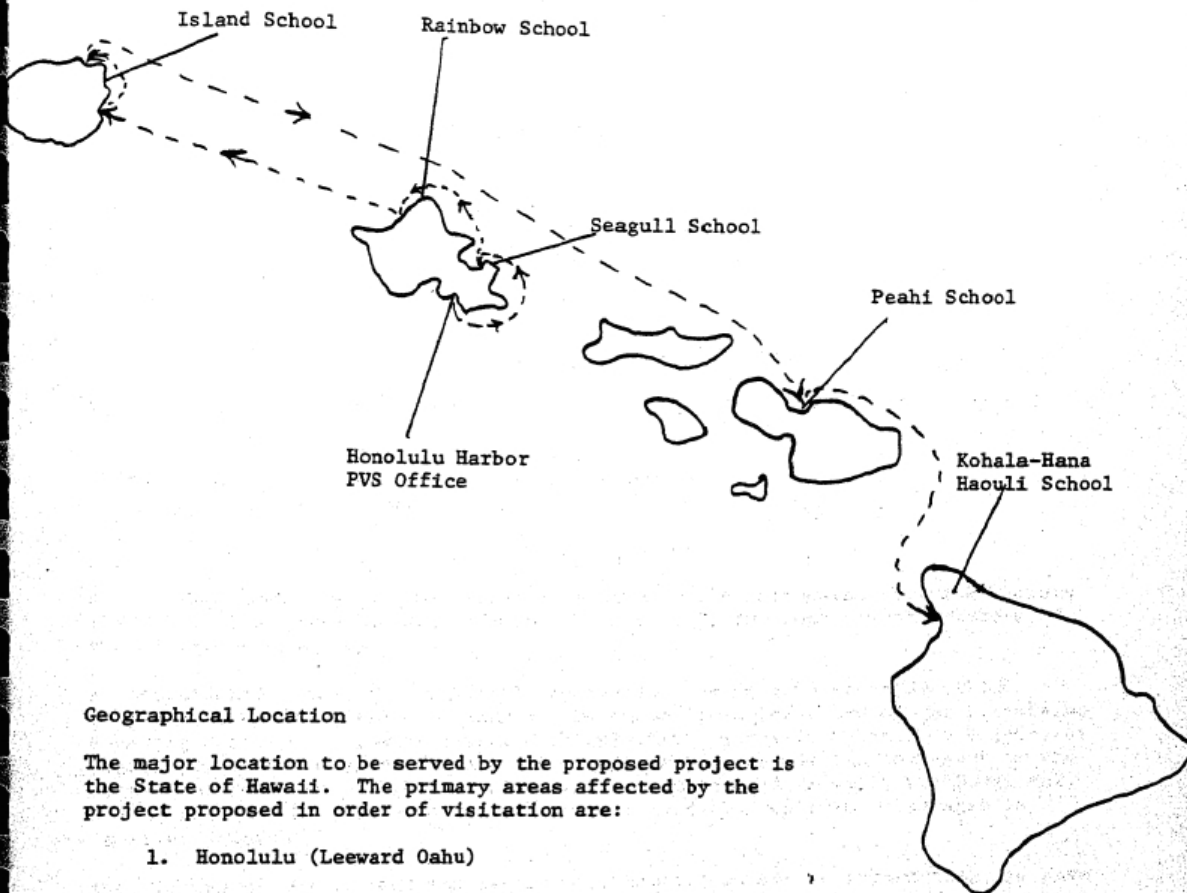 Island School
Rainbow School
Seagull School
Peahi School
Honolulu Harbor
PVS Office
Kohala-Hana
Haouli School
Geographical Location
The major location to be served by the proposed project is
the State of Hawaii. The primary areas affected by the
project proposed in order of visitation are:
1. Honolulu (Leeward Oahu)